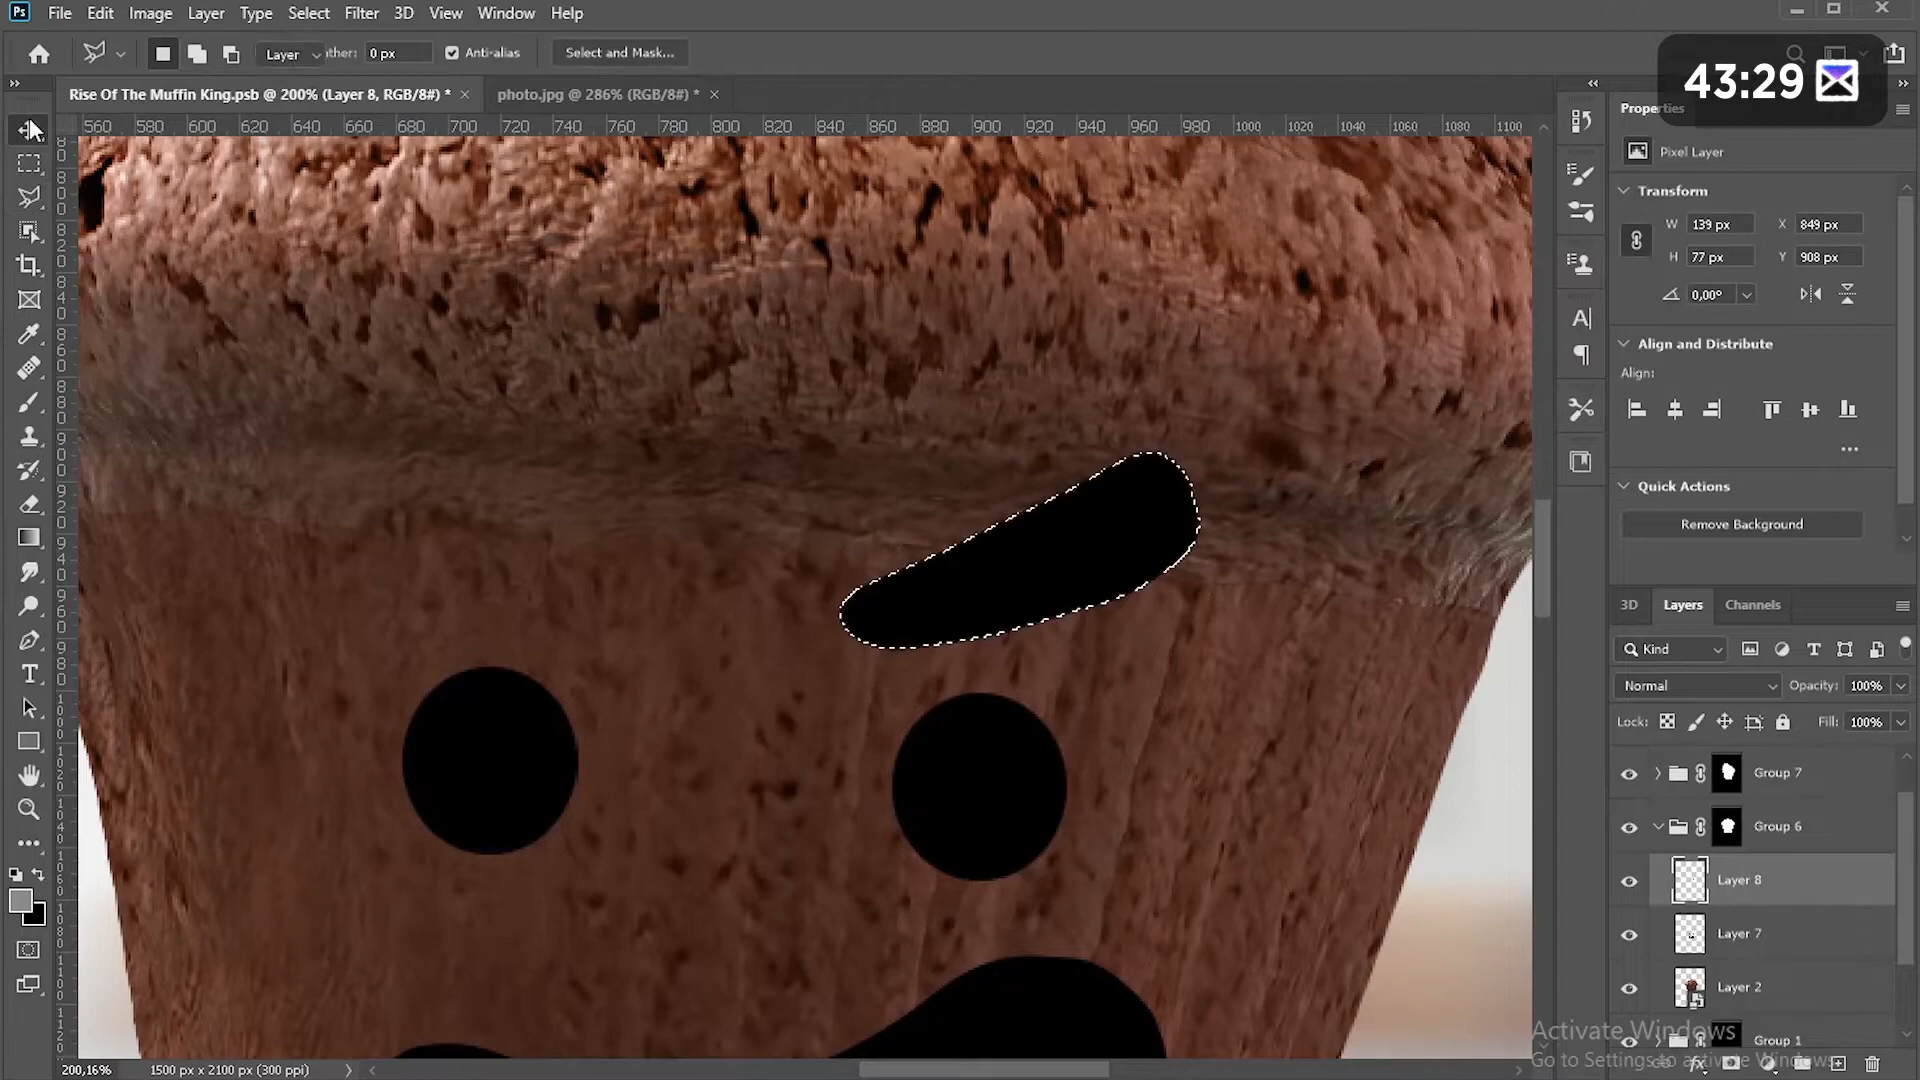 Ps File Edit Image Layer Type Select Filter 3D View Window Help
Layer ther: 0 px Anti-alias Select and Mask...
43:29
Rise Of The Muffin King.psb @ 200% (Layer 8, RGB/8#) * photo.jpg @ 286% (RGB/8#) *
560 580 600 620 640 660 680 700 720 740 760 780 800 820 840 860 880 900 920 940 960 980 1000 1020 1040 1060 1080 1100
Properties
Pixel Layer
Transform
W 139 px X 849 px
H 77 px Y 908 px
0,00°
Align and Distribute
Align:
Quick Actions
Remove Background
3D Layers Channels
Kind
Normal Opacity: 100%
Lock: Fill: 100%
Group 7
Group 6
Layer 8
Layer 7
Layer 2
Group 1
Activate Windows
Go to Settings to activate Windows.
200,16% 1500 px x 2100 px (300 ppi)